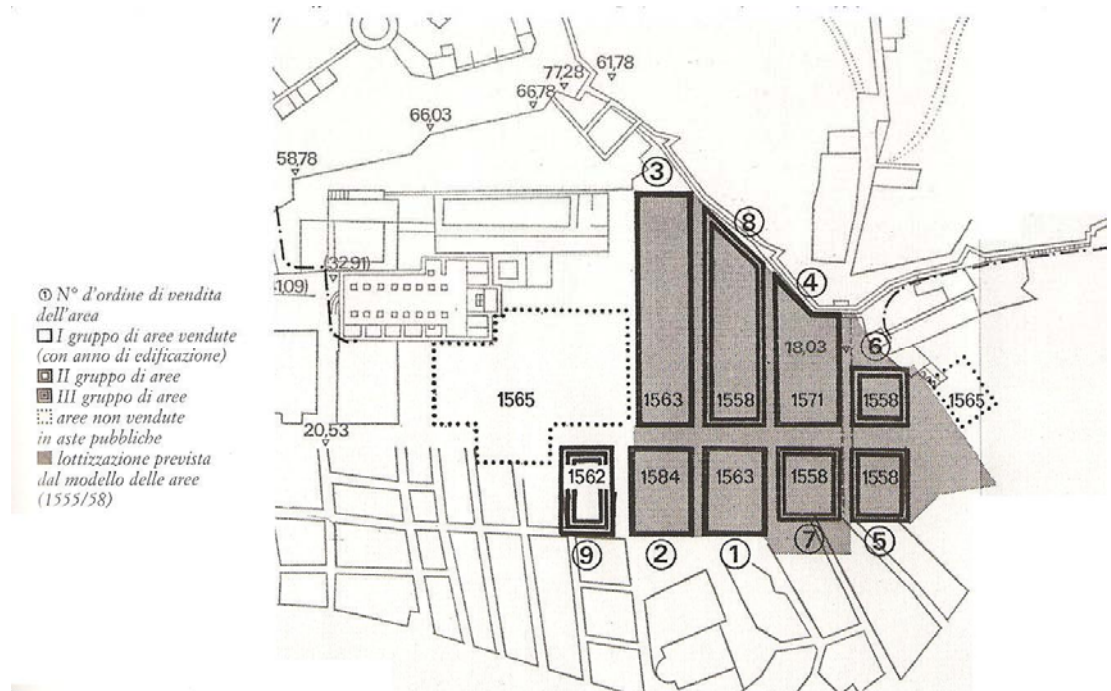 ① N° d'ordine di vendita
dell'area
I gruppo di aree vendute
(con anno di edificazione)
II gruppo di aree
III gruppo di aree
aree non vendute
in aste pubbliche
lottizzazione prevista
dal modello delle aree
(1555/58)
61,78
77,28
66,78
66,03
58,78
③
⑧
(32,91)
④
18,03
⑥
1565
1563
1558
1571
1558
1565
20,53
1562
1584
1563
1558
1558
⑨
②
①
⑦
⑤